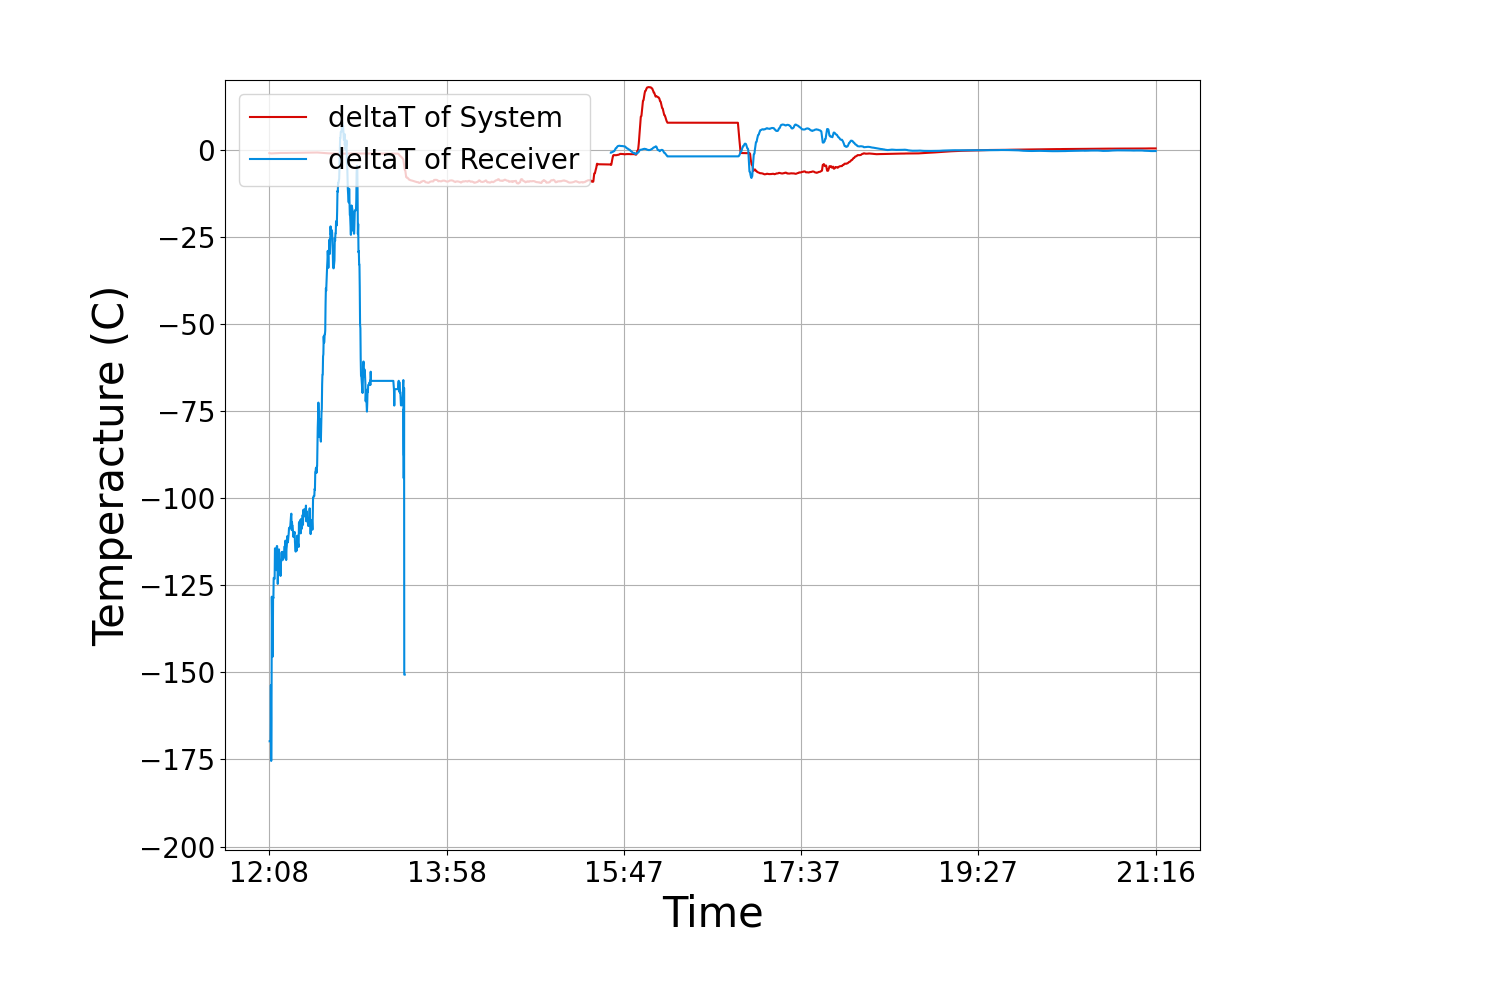 deltaT of System
deltaT of Receiver
0
−25
−50
−75
−100
−125
−150
−175
−200
Temperacture (C)
12:08 13:58 15:47 17:37 19:27 21:16
Time